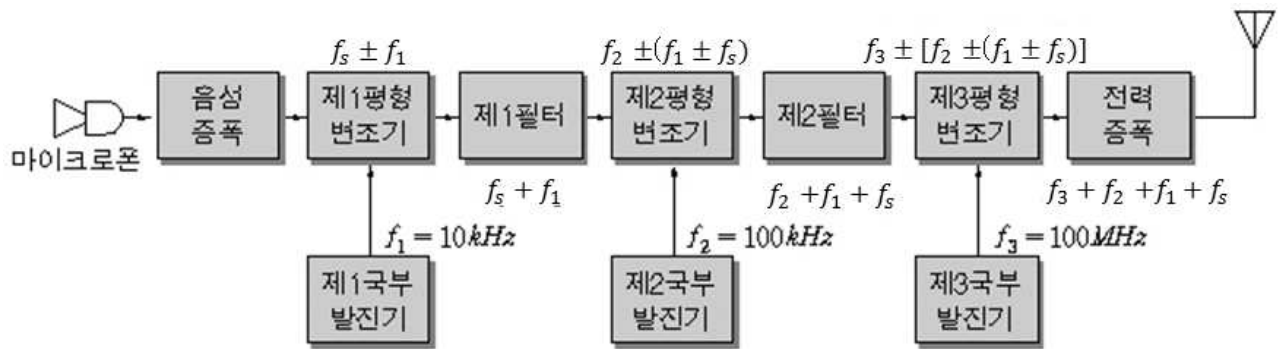 f_s ± f_1
f_2 ±(f_1 ± f_s)
f_3 ± [f_2 ±(f_1 ± f_s)]
음성
증폭
제1평형
변조기
제1필터
제2평형
변조기
제2필터
제3평형
변조기
전력
증폭
마이크로폰
f_s + f_1
f_2 + f_1 + f_s
f_3 + f_2 + f_1 + f_s
f_1 = 10kHz
f_2 = 100kHz
f_3 = 100MHz
제1국부
발진기
제2국부
발진기
제3국부
발진기